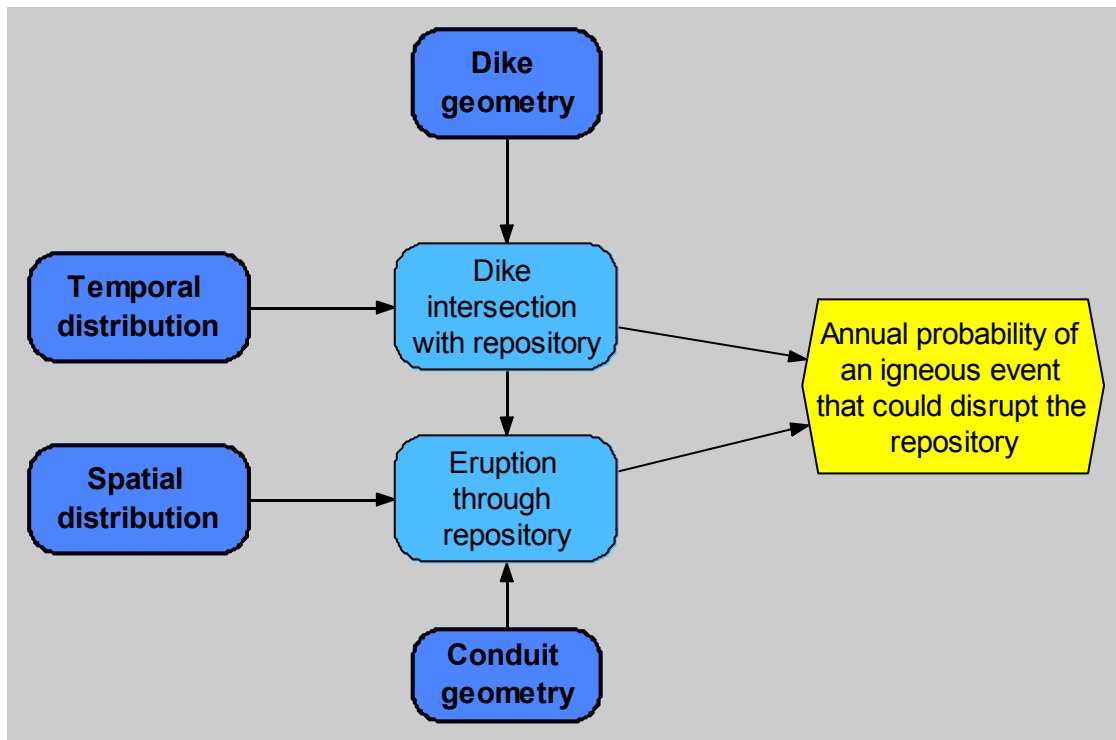 Dike
geometry
Temporal
distribution
Dike
intersection
with repository
Annual probability of
an igneous event
that could disrupt the
repository
Spatial
distribution
Eruption
through
repository
Conduit
geometry